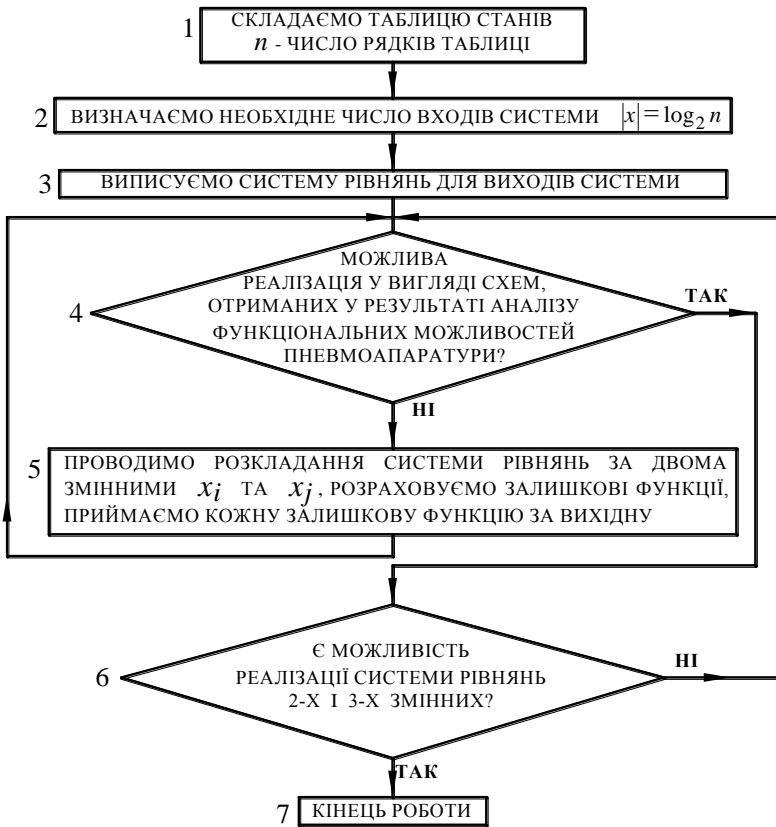 1
СКЛАДАЄМО ТАБЛИЦЮ СТАНІВ
n - ЧИСЛО РЯДКІВ ТАБЛИЦІ
2
ВИЗНАЧАЄМО НЕОБХІДНЕ ЧИСЛО ВХОДІВ СИСТЕМИ |x| = log₂ n
3
ВИПИСУЄМО СИСТЕМУ РІВНЯНЬ ДЛЯ ВИХОДІВ СИСТЕМИ
4
МОЖЛИВА
РЕАЛІЗАЦІЯ У ВИГЛЯДІ СХЕМ,
ОТРИМАНИХ У РЕЗУЛЬТАТІ АНАЛІЗУ
ФУНКЦІОНАЛЬНИХ МОЖЛИВОСТЕЙ
ПНЕВМОАПАРАТУРИ?
ТАК
НІ
5
ПРОВОДИМО РОЗКЛАДАННЯ СИСТЕМИ РІВНЯНЬ ЗА ДВОМА
ЗМІННИМИ xᵢ ТА xⱼ, РОЗРАХОВУЄМО ЗАЛИШКОВІ ФУНКЦІЇ,
ПРИЙМАЄМО КОЖНУ ЗАЛИШКОВУ ФУНКЦІЮ ЗА ВИХІДНУ
6
Є МОЖЛИВІСТЬ
РЕАЛІЗАЦІЇ СИСТЕМИ РІВНЯНЬ
2-Х І 3-Х ЗМІННИХ?
НІ
ТАК
7
КІНЕЦЬ РОБОТИ